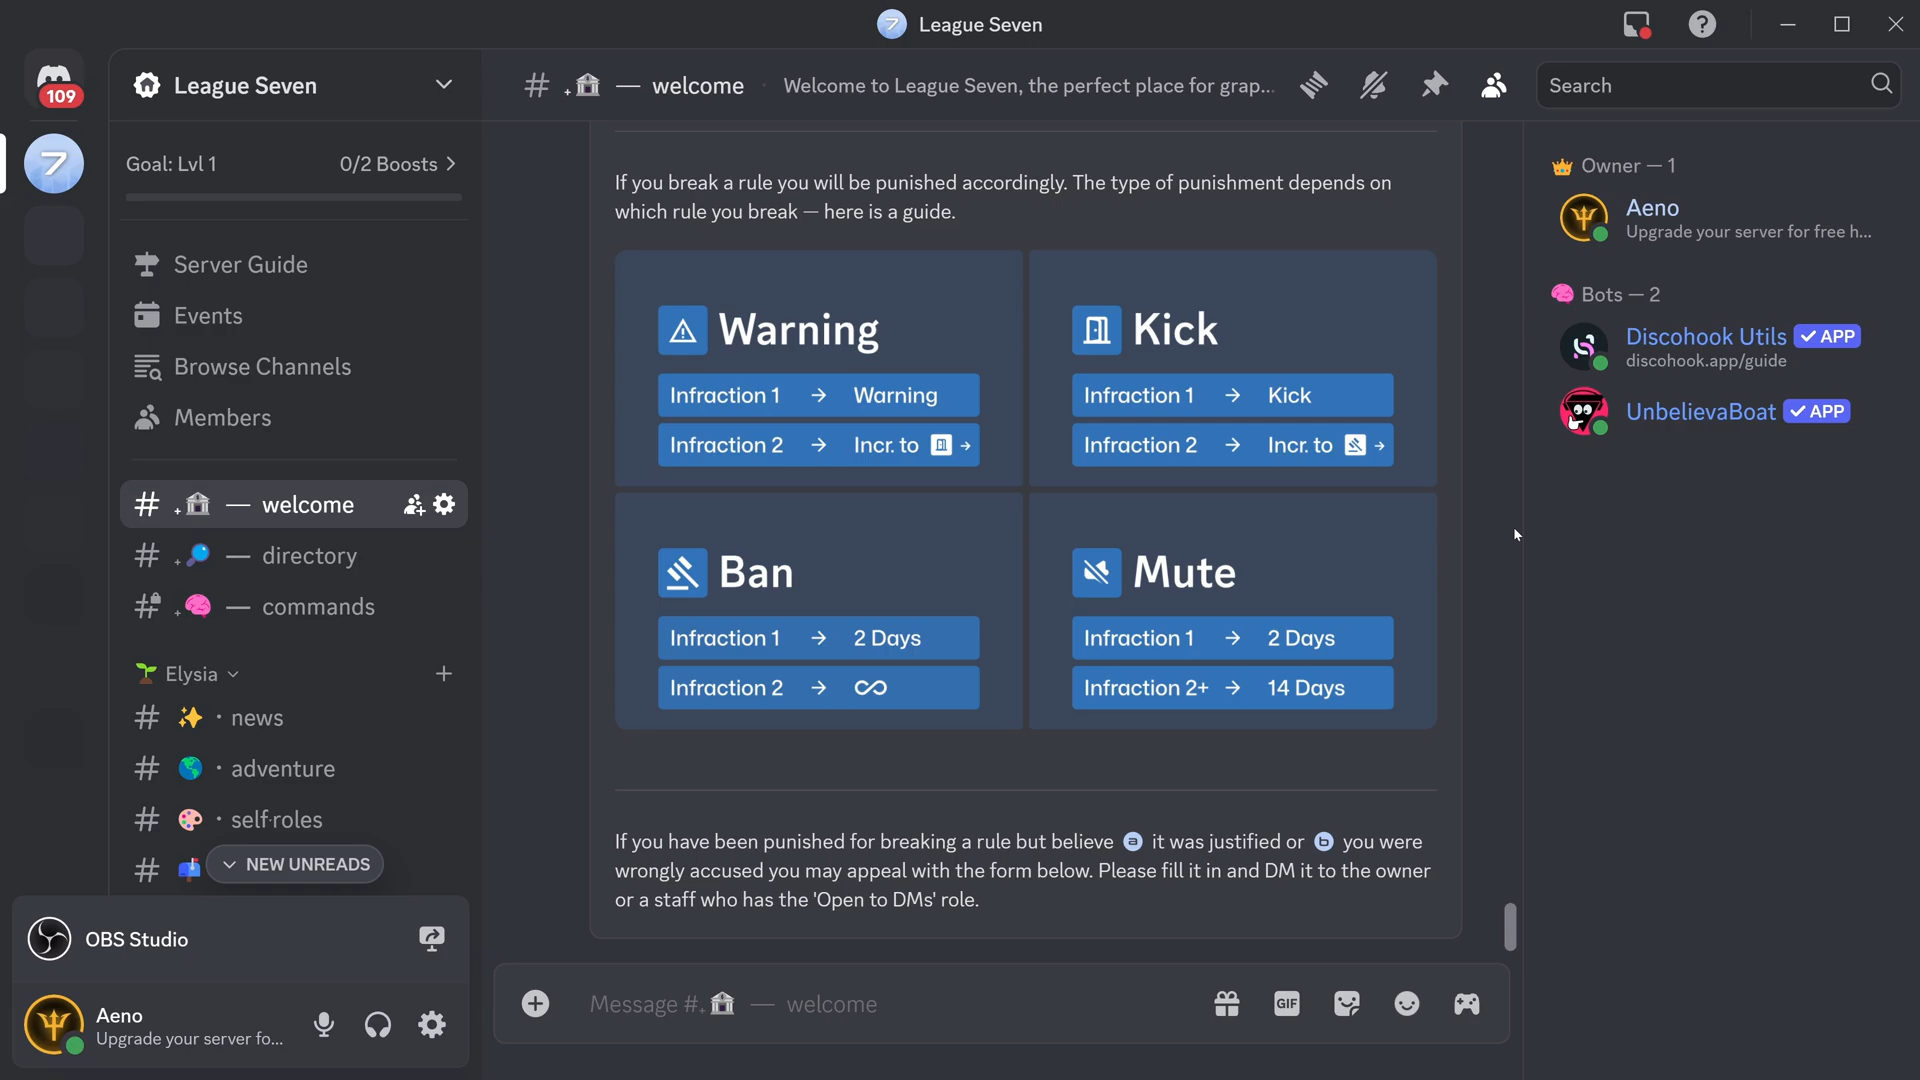 League Seven
109
League Seven
Goal: Lvl 1
0/2 Boosts
Server Guide
Events
Browse Channels
Members
— welcome
— directory
— commands
Elysia
• news
• adventure
• self·roles
NEW UNREADS
OBS Studio
Aeno
Upgrade your server fo...
— welcome
Welcome to League Seven, the perfect place for grap...
Search
If you break a rule you will be punished accordingly. The type of punishment depends on
which rule you break — here is a guide.
Warning
Infraction 1 → Warning
Infraction 2 → Incr. to →
Kick
Infraction 1 → Kick
Infraction 2 → Incr. to →
Ban
Infraction 1 → 2 Days
Infraction 2 → ∞
Mute
Infraction 1 → 2 Days
Infraction 2+ → 14 Days
If you have been punished for breaking a rule but believe a it was justified or b you were
wrongly accused you may appeal with the form below. Please fill it in and DM it to the owner
or a staff who has the 'Open to DMs' role.
Message #. — welcome
GIF
Owner — 1
Aeno
Upgrade your server for free h...
Bots — 2
Discohook Utils ✓ APP
discohook.app/guide
UnbelievaBoat ✓ APP